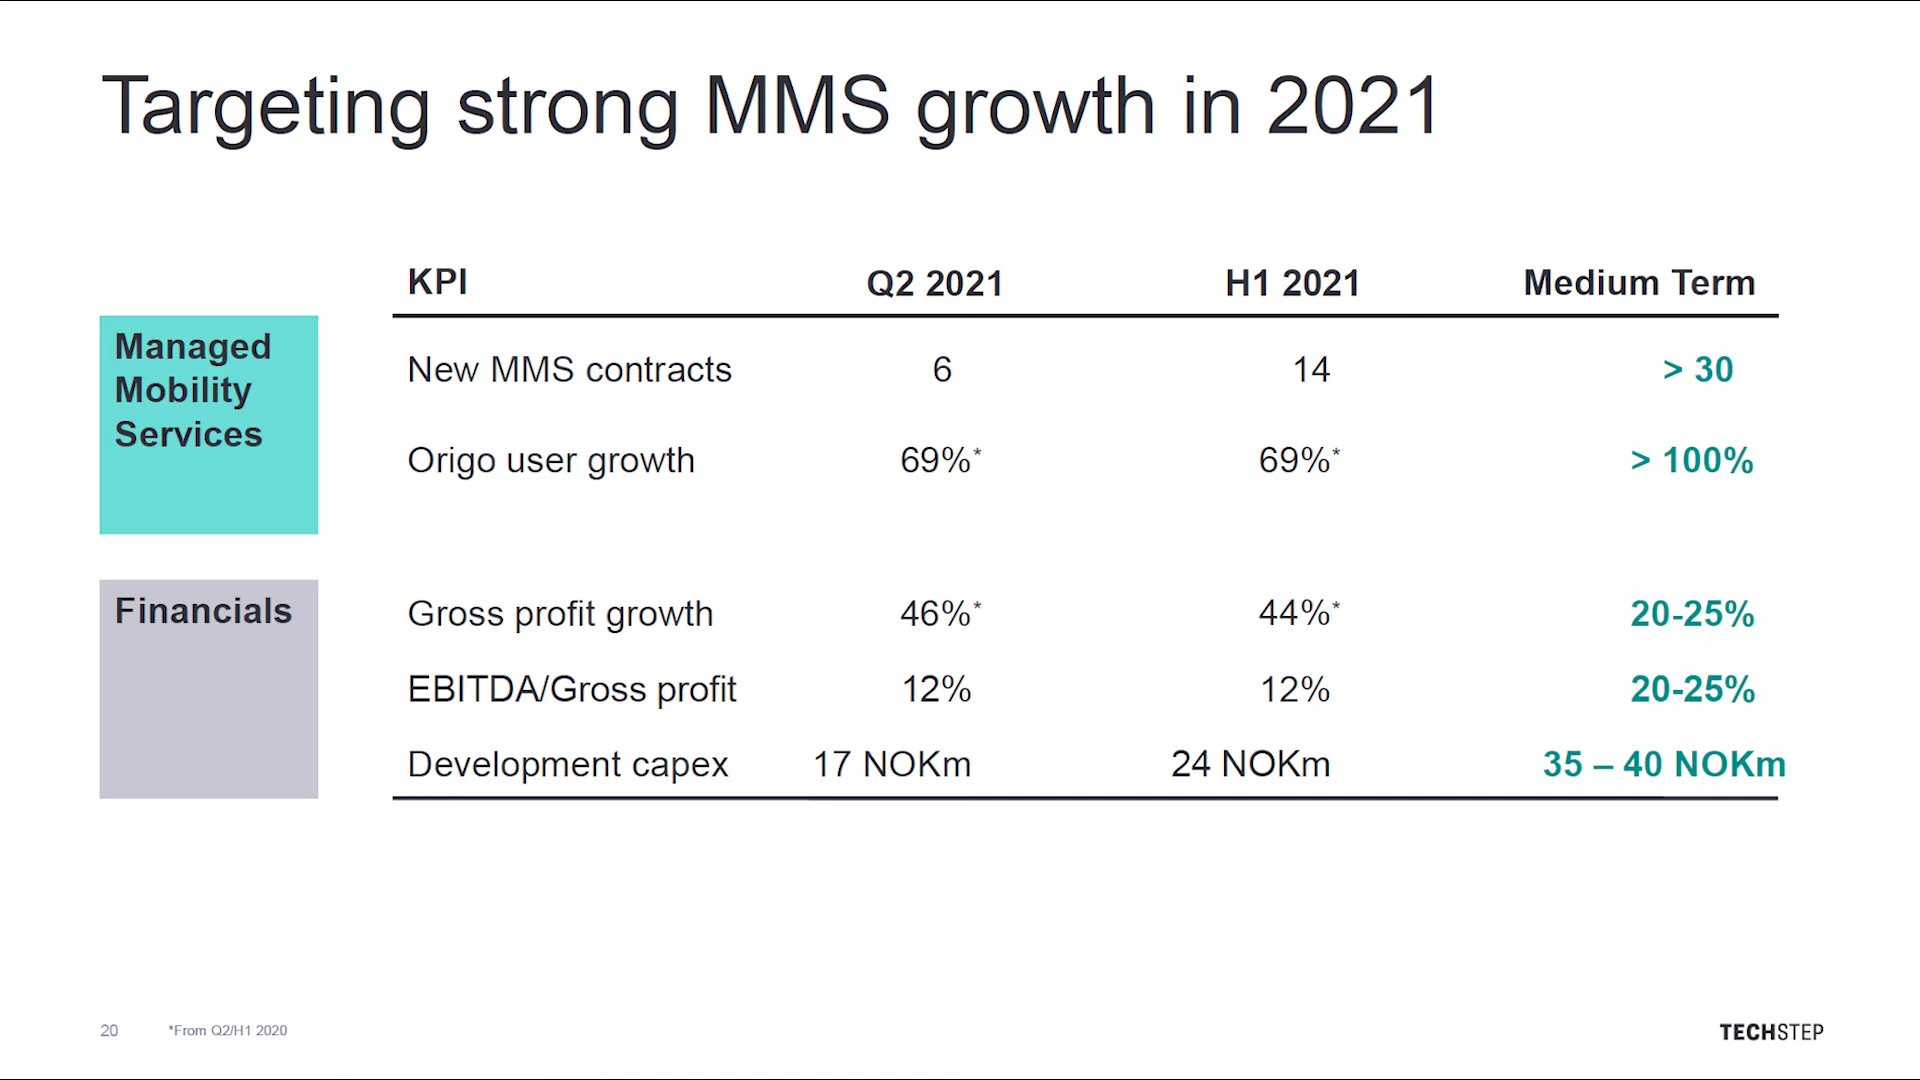 Targeting strong MMS growth in 2021
KPI Q2 2021 H1 2021 Medium Term
Managed
Mobility
Services
New MMS contracts 6 14 > 30
Origo user growth 69%* 69%* > 100%
Financials
Gross profit growth 46%* 44%* 20-25%
EBITDA/Gross profit 12% 12% 20-25%
Development capex 17 NOKm 24 NOKm 35 – 40 NOKm
20 *From Q2/H1 2020
TECHSTEP